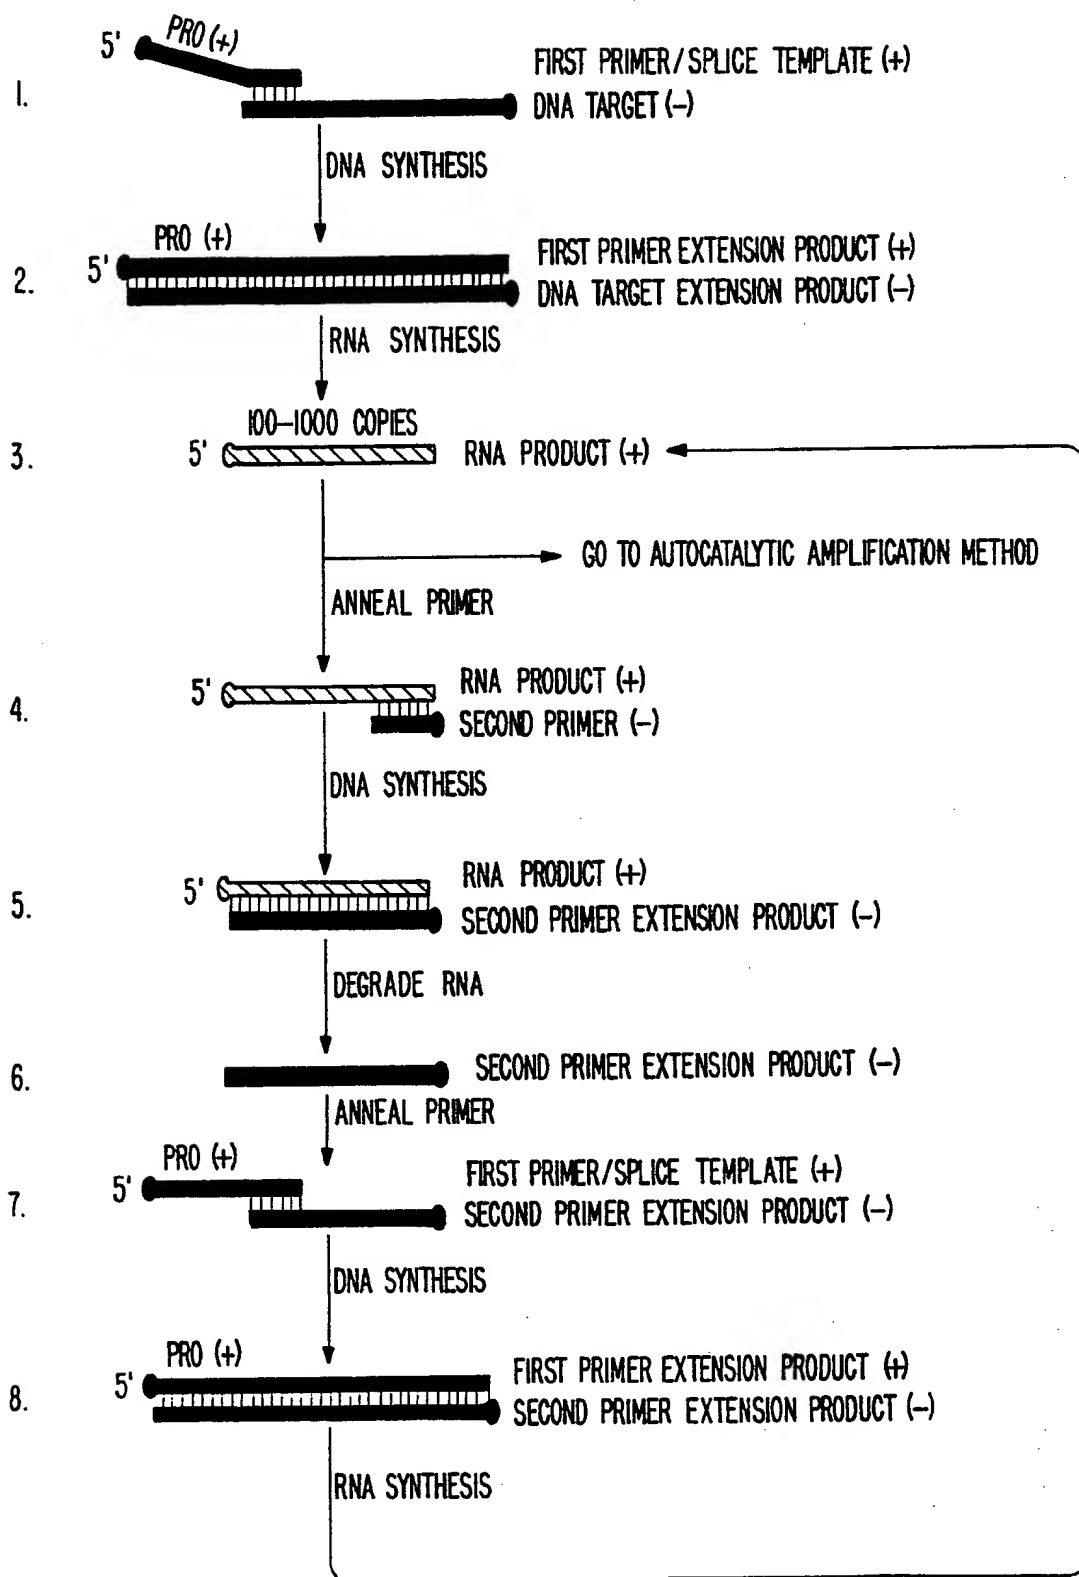 PRO (+)
5'
1.
FIRST PRIMER/SPLICE TEMPLATE (+)
DNA TARGET (-)
DNA SYNTHESIS
PRO (+)
5'
2.
FIRST PRIMER EXTENSION PRODUCT (+)
DNA TARGET EXTENSION PRODUCT (-)
RNA SYNTHESIS
100-1000 COPIES
3.
5'
RNA PRODUCT (+)
GO TO AUTOCATALYTIC AMPLIFICATION METHOD
ANNEAL PRIMER
4.
5'
RNA PRODUCT (+)
SECOND PRIMER (-)
DNA SYNTHESIS
5.
5'
RNA PRODUCT (+)
SECOND PRIMER EXTENSION PRODUCT (-)
DEGRADE RNA
6.
SECOND PRIMER EXTENSION PRODUCT (-)
ANNEAL PRIMER
PRO (+)
7.
5'
FIRST PRIMER/SPLICE TEMPLATE (+)
SECOND PRIMER EXTENSION PRODUCT (-)
DNA SYNTHESIS
PRO (+)
8.
5'
FIRST PRIMER EXTENSION PRODUCT (+)
SECOND PRIMER EXTENSION PRODUCT (-)
RNA SYNTHESIS